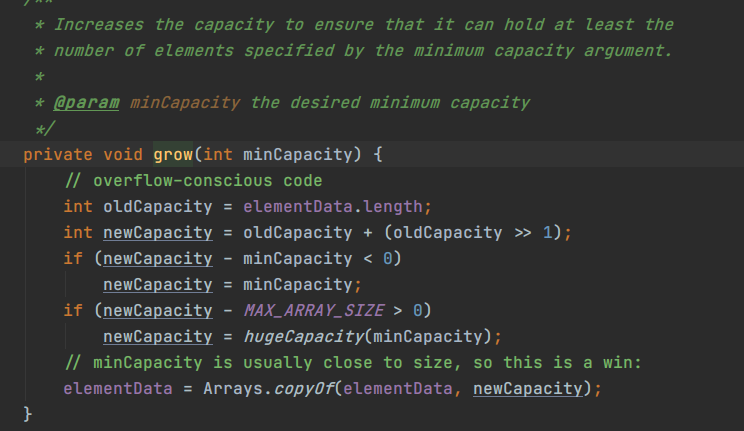 /**
* Increases the capacity to ensure that it can hold at least the
* number of elements specified by the minimum capacity argument.
*
* @param minCapacity the desired minimum capacity
*/
private void grow(int minCapacity) {
// overflow-conscious code
int oldCapacity = elementData.length;
int newCapacity = oldCapacity + (oldCapacity >> 1);
if (newCapacity - minCapacity < 0)
newCapacity = minCapacity;
if (newCapacity - MAX_ARRAY_SIZE > 0)
newCapacity = hugeCapacity(minCapacity);
// minCapacity is usually close to size, so this is a win:
elementData = Arrays.copyOf(elementData, newCapacity);
}